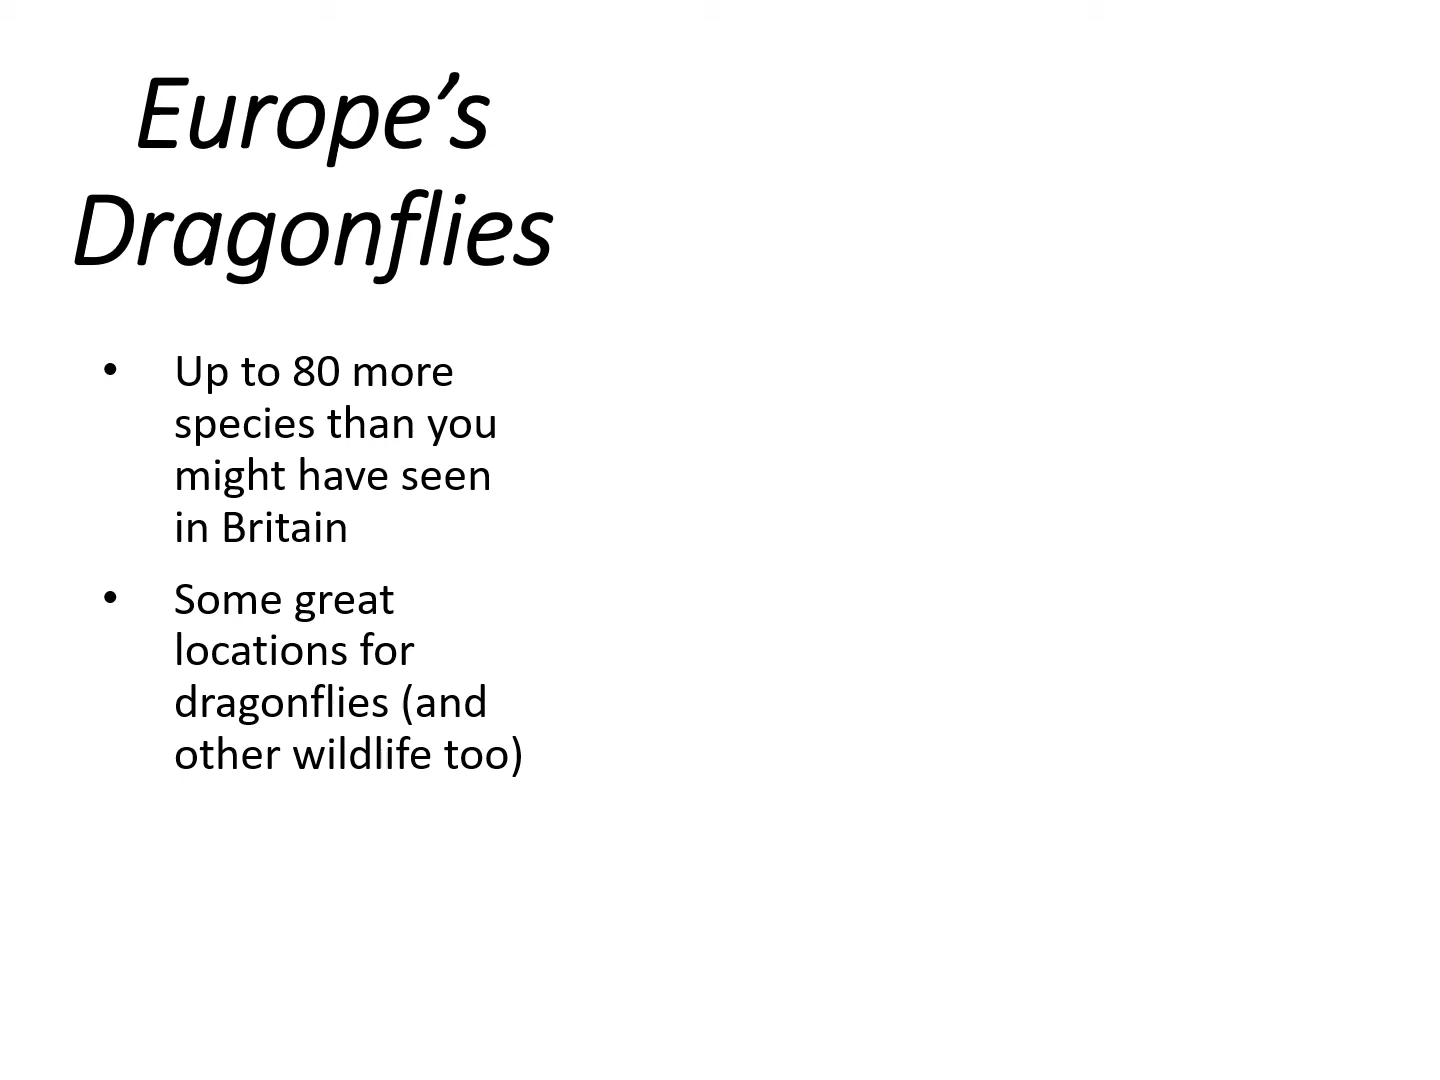 Europe’s
Dragonflies
• Up to 80 more
species than you
might have seen
in Britain
• Some great
locations for
dragonflies (and
other wildlife too)